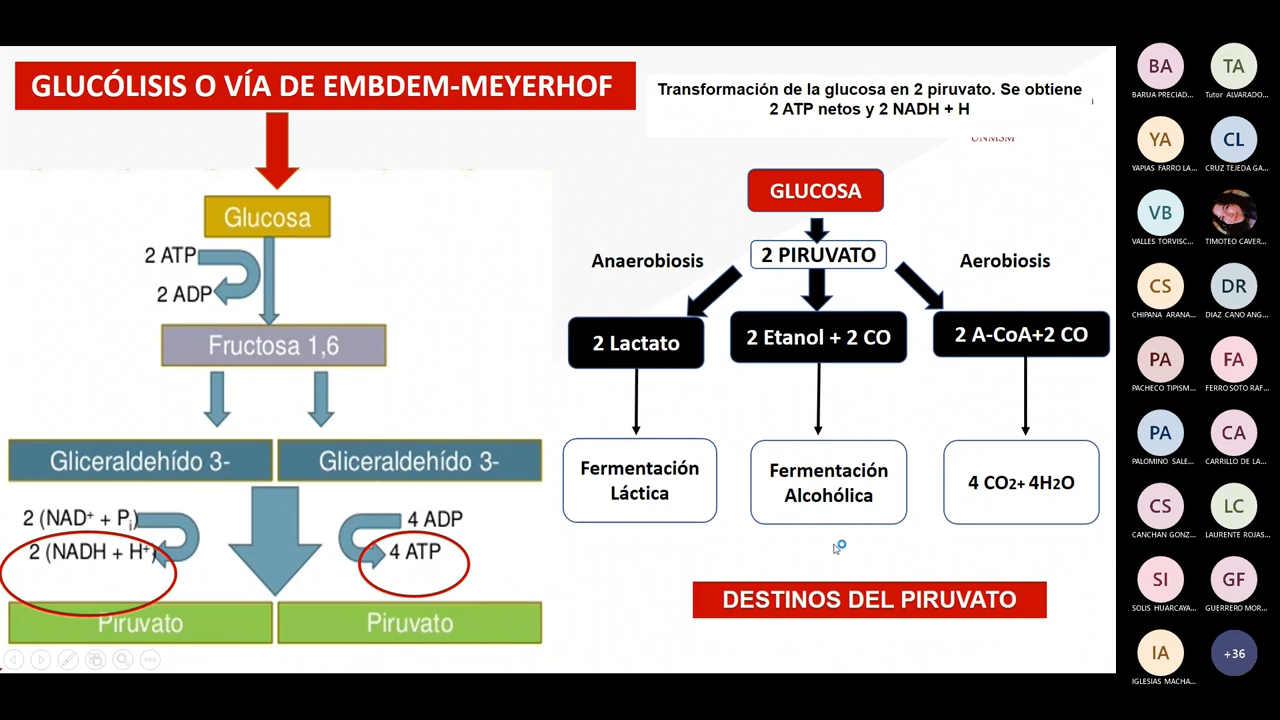 GLUCÓLISIS O VÍA DE EMBDEM-MEYERHOF
Transformación de la glucosa en 2 piruvato. Se obtiene
2 ATP netos y 2 NADH + H
UNMSM
Glucosa
2 ATP
2 ADP
Fructosa 1,6
Gliceraldehído 3-
Gliceraldehído 3-
2 (NAD+ + Pi)
2 (NADH + H+)
4 ADP
4 ATP
Piruvato
Piruvato
GLUCOSA
2 PIRUVATO
Anaerobiosis
Aerobiosis
2 Lactato
2 Etanol + 2 CO
2 A-CoA+2 CO
Fermentación
Láctica
Fermentación
Alcohólica
4 CO2+ 4H2O
DESTINOS DEL PIRUVATO
BA
BARUA PRECIAD...
TA
Tutor ALVARADO...
YA
YAPIAS FARRO LA...
CL
CRUZ TEJEDA GA...
VB
VALLES TORVISC...
TIMOTEO CAVER...
CS
CHIPANA ARANA...
DR
DIAZ CANO ANG...
PA
PACHECO TIPISM...
FA
FERRO SOTO RAF...
PA
PALOMINO SALE...
CA
CARRILLO DE LA...
CS
CANCHAN GONZ...
LC
LAURENTE ROJAS...
SI
SOLIS HUARCAYA...
GF
GUERRERO MOR...
IA
IGLESIAS MACHA...
+36